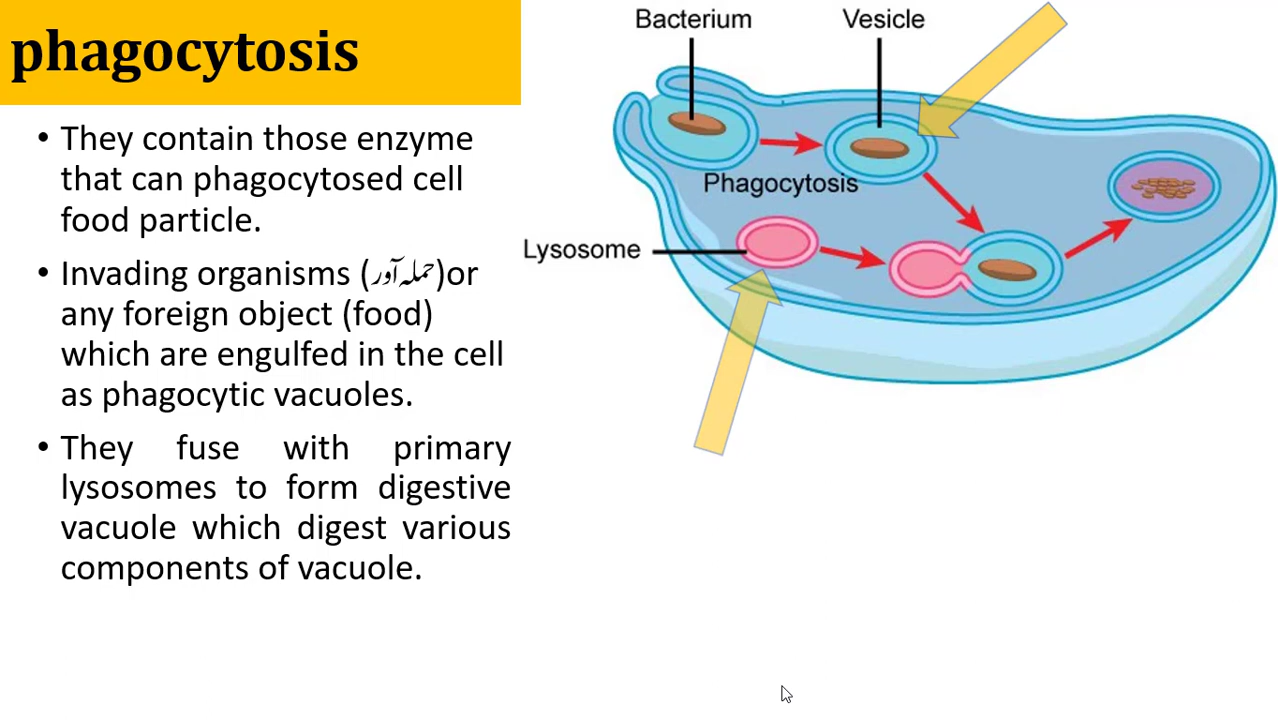 phagocytosis
• They contain those enzyme
that can phagocytosed cell
food particle.
• Invading organisms (حملہ آور)or
any foreign object (food)
which are engulfed in the cell
as phagocytic vacuoles.
• They fuse with primary
lysosomes to form digestive
vacuole which digest various
components of vacuole.
Bacterium
Vesicle
Phagocytosis
Lysosome